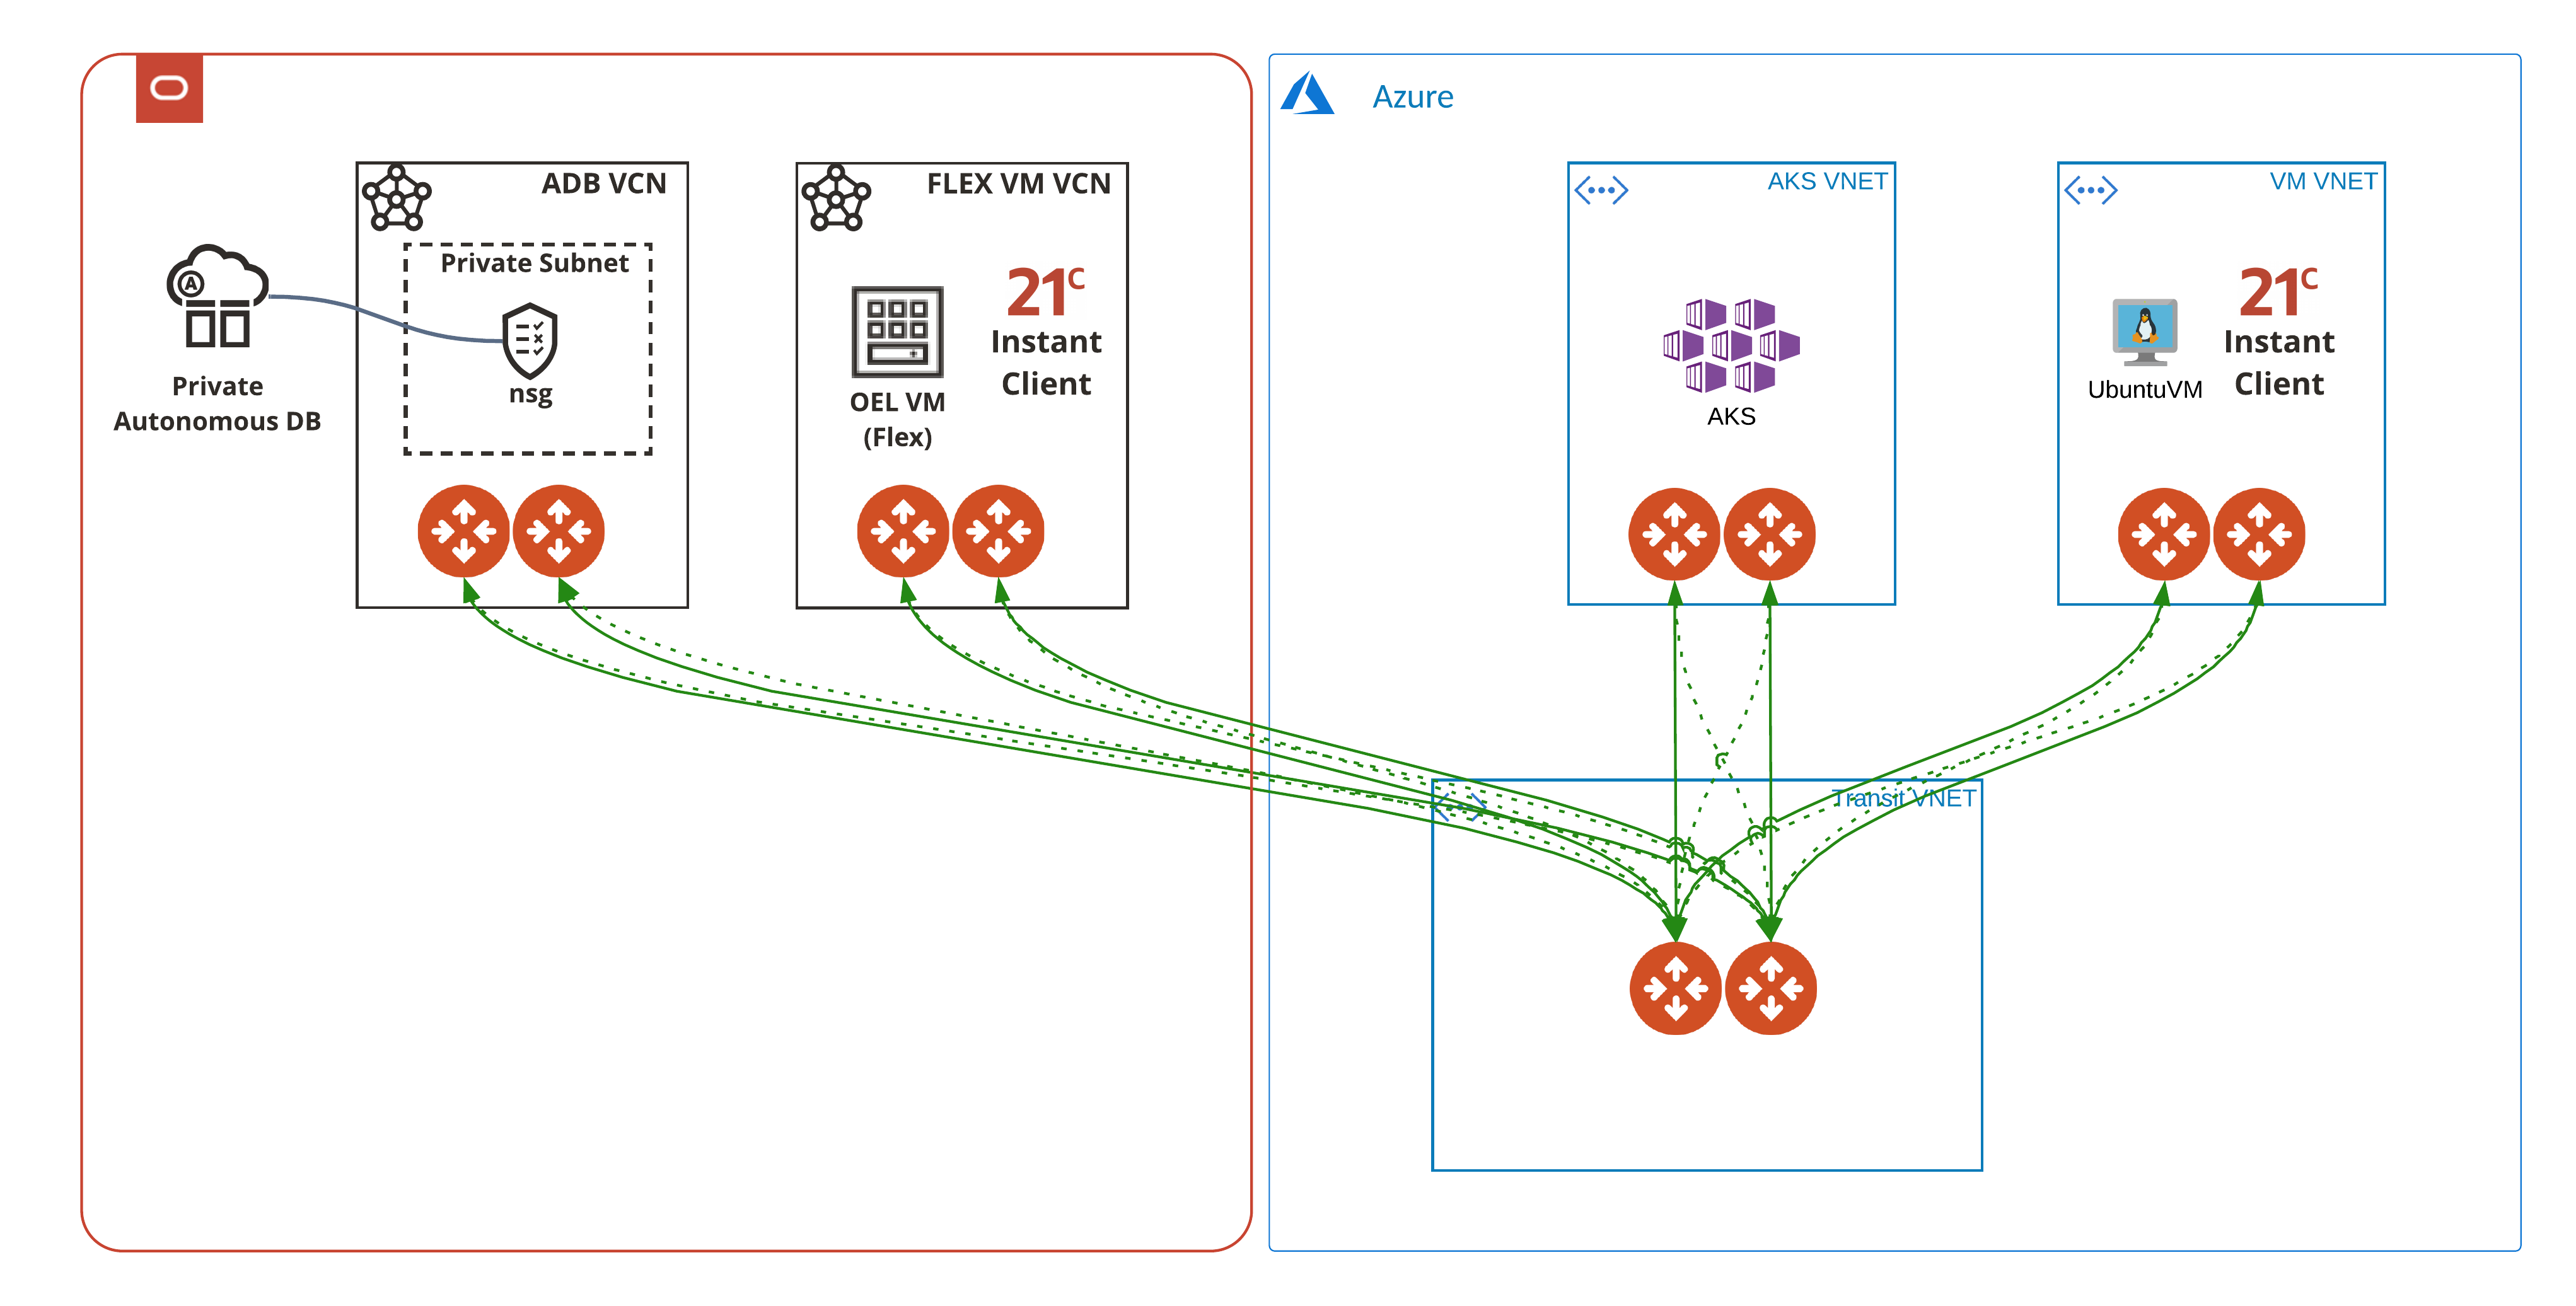 Azure
ADB VCN
Private Subnet
nsg
A
Private
Autonomous DB
FLEX VM VCN
21c
Instant
Client
OEL VM
(Flex)
AKS VNET
AKS
VM VNET
21c
Instant
Client
UbuntuVM
Transit VNET